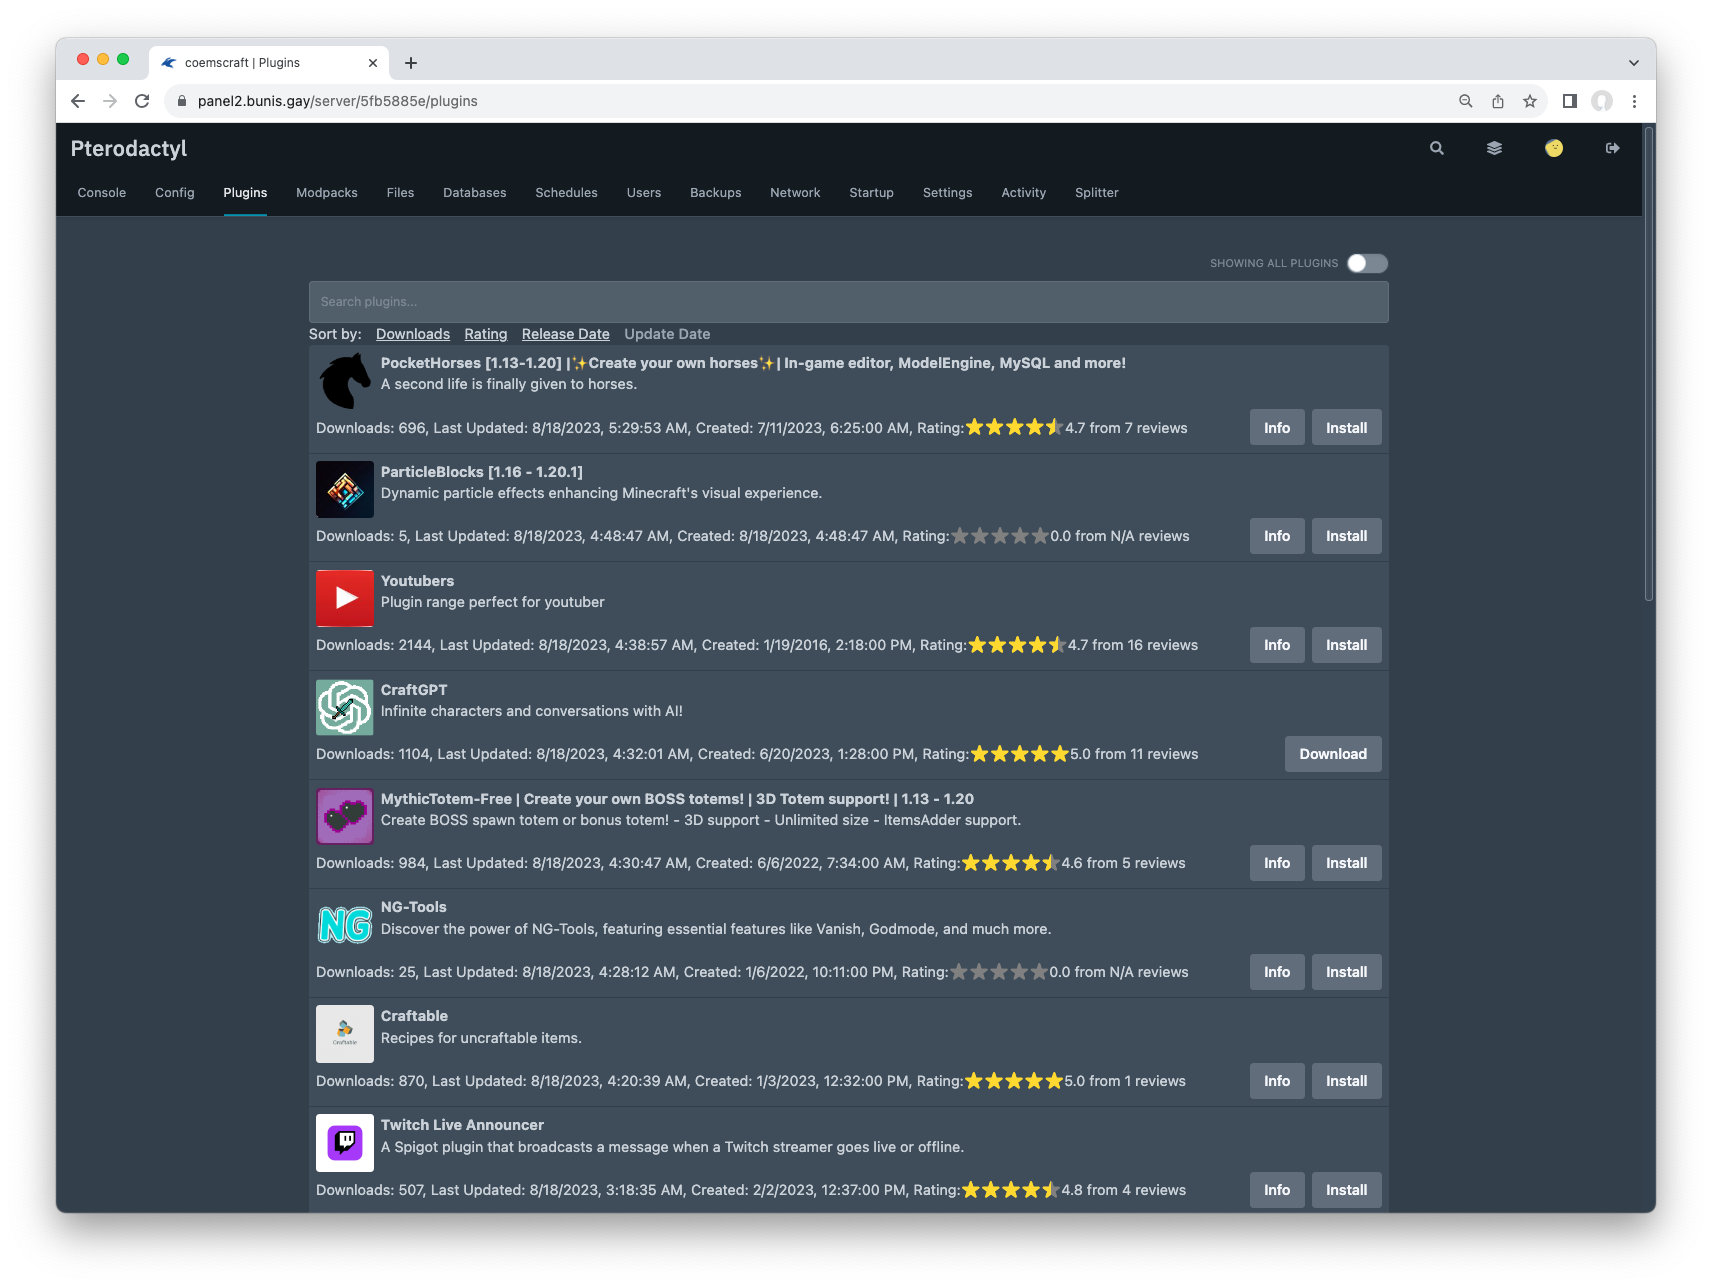 coemscraft | Plugins
panel2.bunis.gay/server/5fb5885e/plugins
Pterodactyl
Console Config Plugins Modpacks Files Databases Schedules Users Backups Network Startup Settings Activity Splitter
SHOWING ALL PLUGINS
Search plugins...
Sort by: Downloads Rating Release Date Update Date
PocketHorses [1.13-1.20] |✨Create your own horses✨| In-game editor, ModelEngine, MySQL and more!
A second life is finally given to horses.
Downloads: 696, Last Updated: 8/18/2023, 5:29:53 AM, Created: 7/11/2023, 6:25:00 AM, Rating: 4.7 from 7 reviews Info Install
ParticleBlocks [1.16 - 1.20.1]
Dynamic particle effects enhancing Minecraft's visual experience.
Downloads: 5, Last Updated: 8/18/2023, 4:48:47 AM, Created: 8/18/2023, 4:48:47 AM, Rating: 0.0 from N/A reviews Info Install
Youtubers
Plugin range perfect for youtuber
Downloads: 2144, Last Updated: 8/18/2023, 4:38:57 AM, Created: 1/19/2016, 2:18:00 PM, Rating: 4.7 from 16 reviews Info Install
CraftGPT
Infinite characters and conversations with AI!
Downloads: 1104, Last Updated: 8/18/2023, 4:32:01 AM, Created: 6/20/2023, 1:28:00 PM, Rating: 5.0 from 11 reviews Download
MythicTotem-Free | Create your own BOSS totems! | 3D Totem support! | 1.13 - 1.20
Create BOSS spawn totem or bonus totem! - 3D support - Unlimited size - ItemsAdder support.
Downloads: 984, Last Updated: 8/18/2023, 4:30:47 AM, Created: 6/6/2022, 7:34:00 AM, Rating: 4.6 from 5 reviews Info Install
NG
NG-Tools
Discover the power of NG-Tools, featuring essential features like Vanish, Godmode, and much more.
Downloads: 25, Last Updated: 8/18/2023, 4:28:12 AM, Created: 1/6/2022, 10:11:00 PM, Rating: 0.0 from N/A reviews Info Install
Craftable
Craftable
Recipes for uncraftable items.
Downloads: 870, Last Updated: 8/18/2023, 4:20:39 AM, Created: 1/3/2023, 12:32:00 PM, Rating: 5.0 from 1 reviews Info Install
Twitch Live Announcer
A Spigot plugin that broadcasts a message when a Twitch streamer goes live or offline.
Downloads: 507, Last Updated: 8/18/2023, 3:18:35 AM, Created: 2/2/2023, 12:37:00 PM, Rating: 4.8 from 4 reviews Info Install